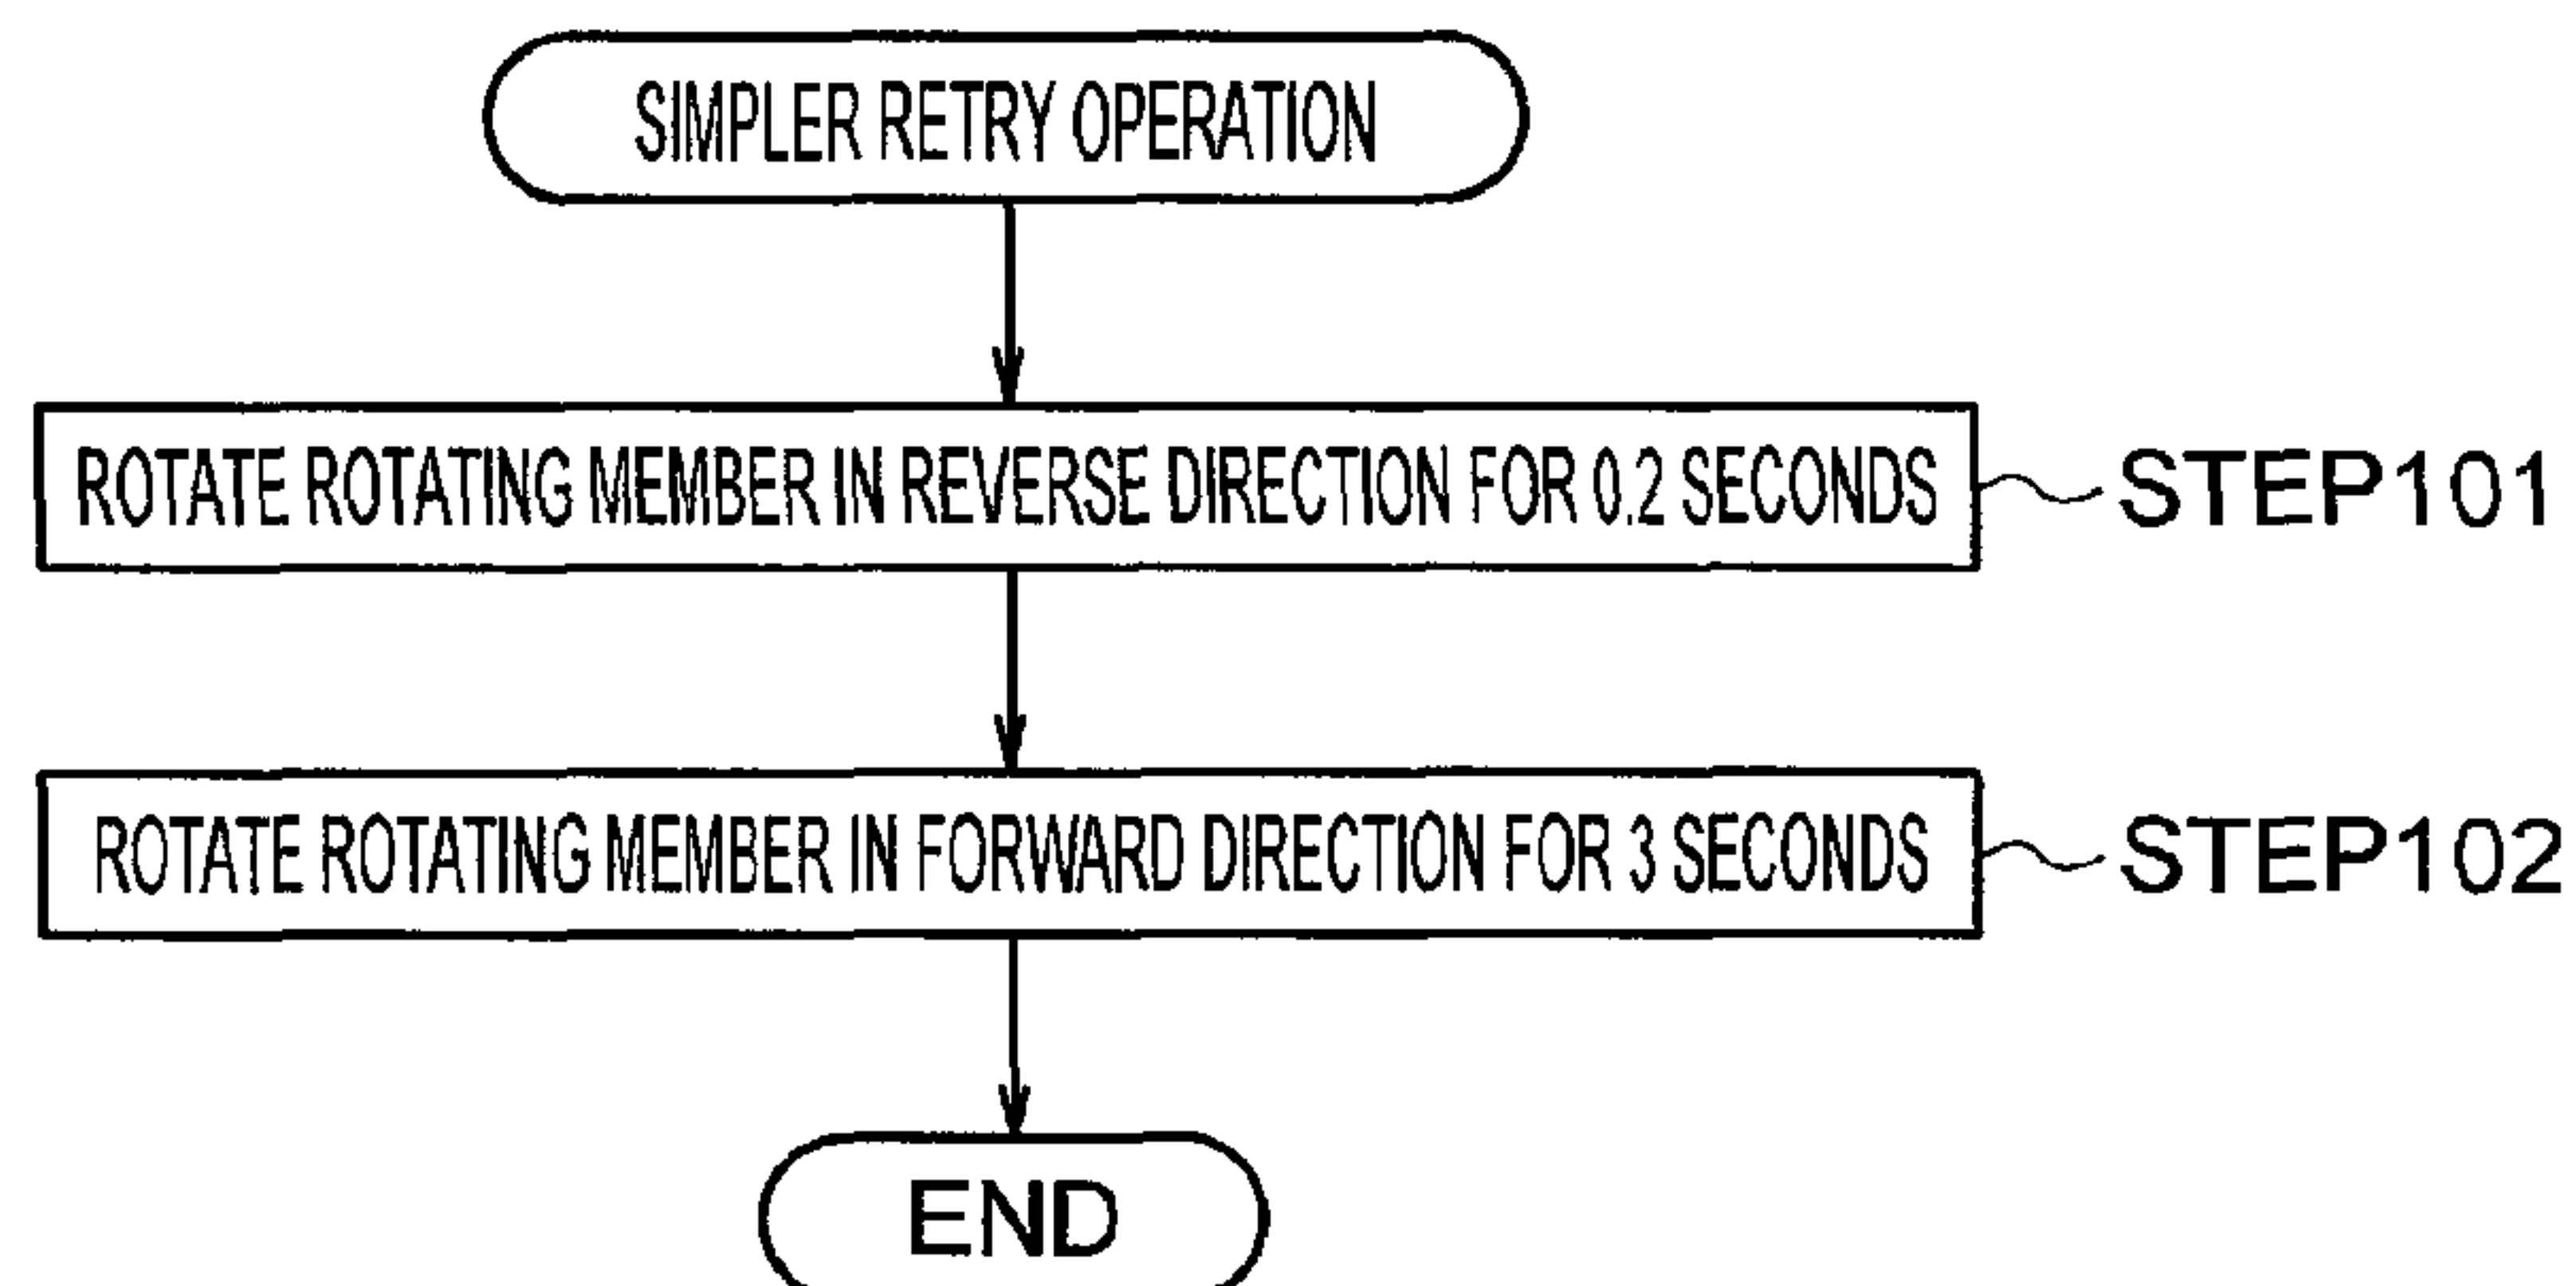 SIMPLER RETRY OPERATION
ROTATE ROTATING MEMBER IN REVERSE DIRECTION FOR 0.2 SECONDS
STEP101
ROTATE ROTATING MEMBER IN FORWARD DIRECTION FOR 3 SECONDS
STEP102
END